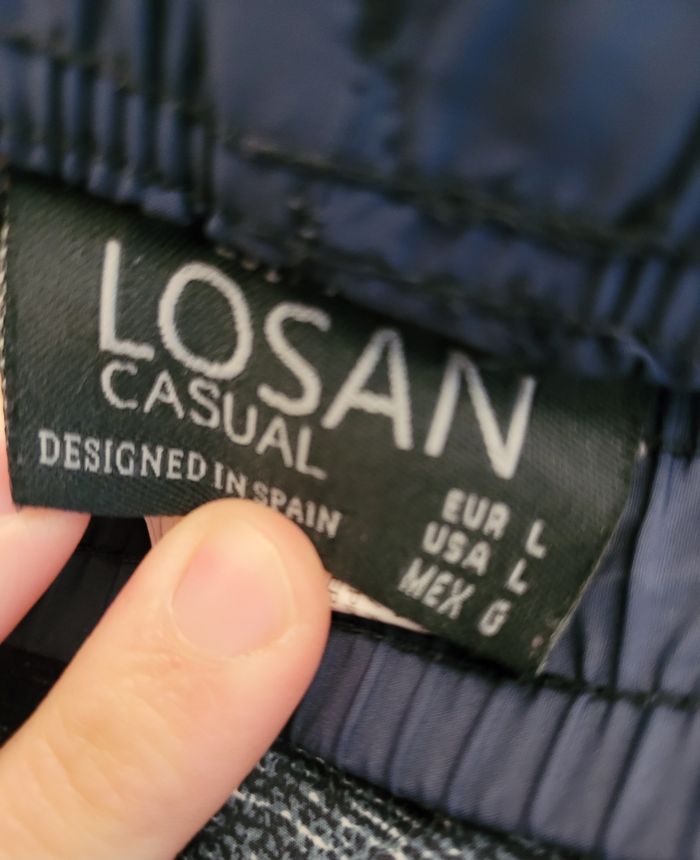 LOSAN
CASUAL
DESIGNED IN SPAIN
EUR L
USA L
MEX G